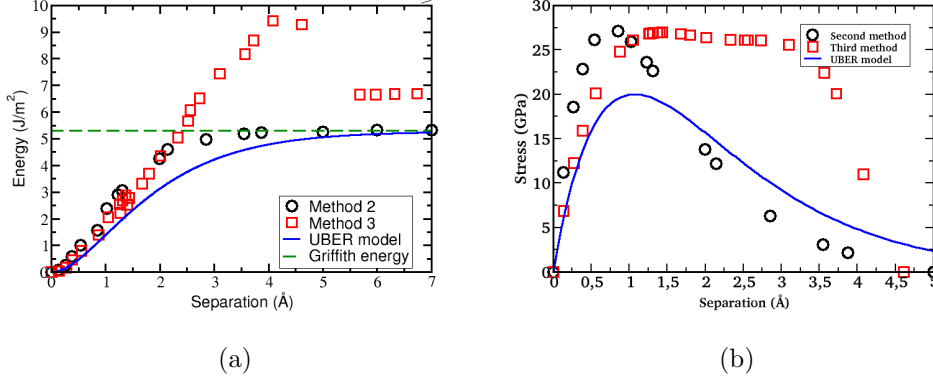 10
9
8
7
6
5
4
3
2
1
0
Energy (J/m²)
0 1 2 3 4 5 6 7
Separation (Å)
Method 2
Method 3
UBER model
Griffith energy
(a)
30
25
20
15
10
5
0
Stress (GPa)
0 0,5 1 1,5 2 2,5 3 3,5 4 4,5 5
Separation (Å)
Second method
Third method
UBER model
(b)